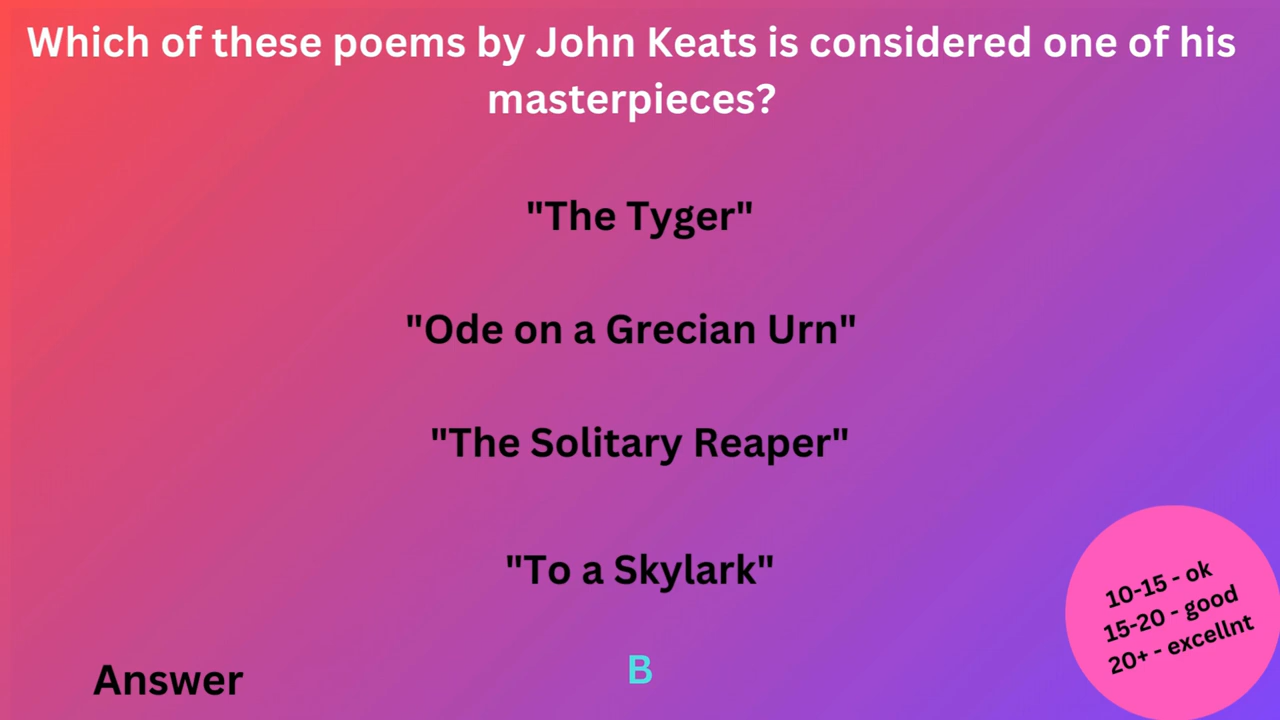 Which of these poems by John Keats is considered one of his
masterpieces?
"The Tyger"
"Ode on a Grecian Urn"
"The Solitary Reaper"
"To a Skylark"
10-15 - ok
15-20 - good
20+ - excellnt
Answer
B